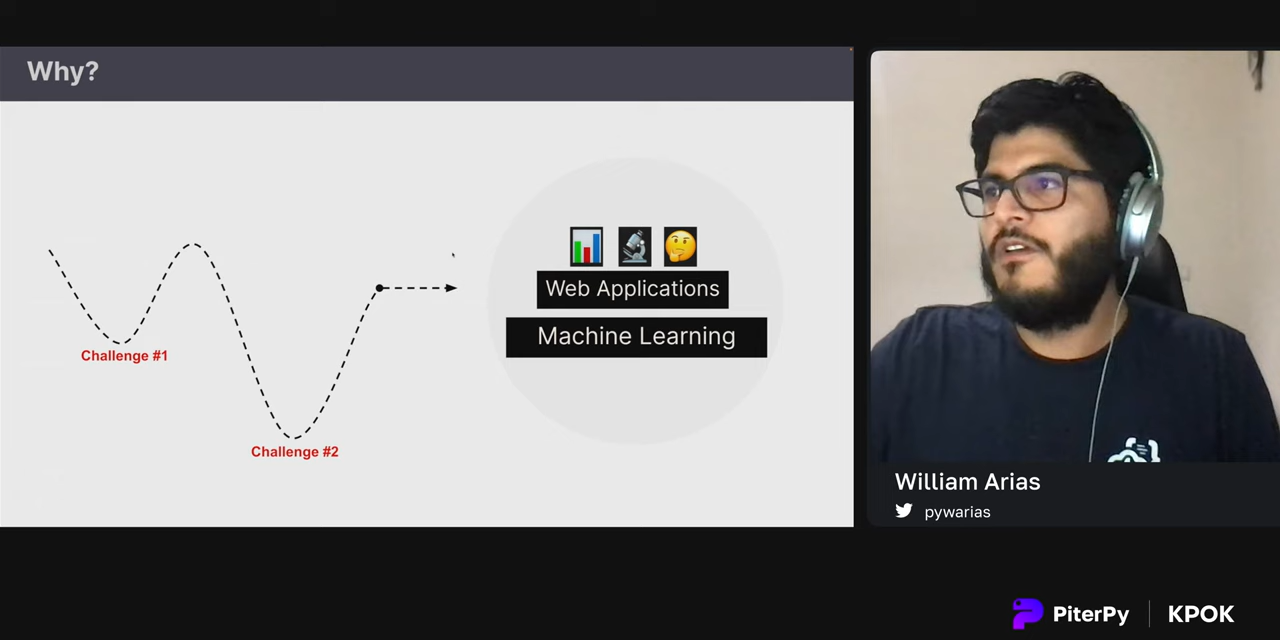 Why?
Challenge #1
Challenge #2
Web Applications
Machine Learning
William Arias
pywarias
PiterPy
KPOK